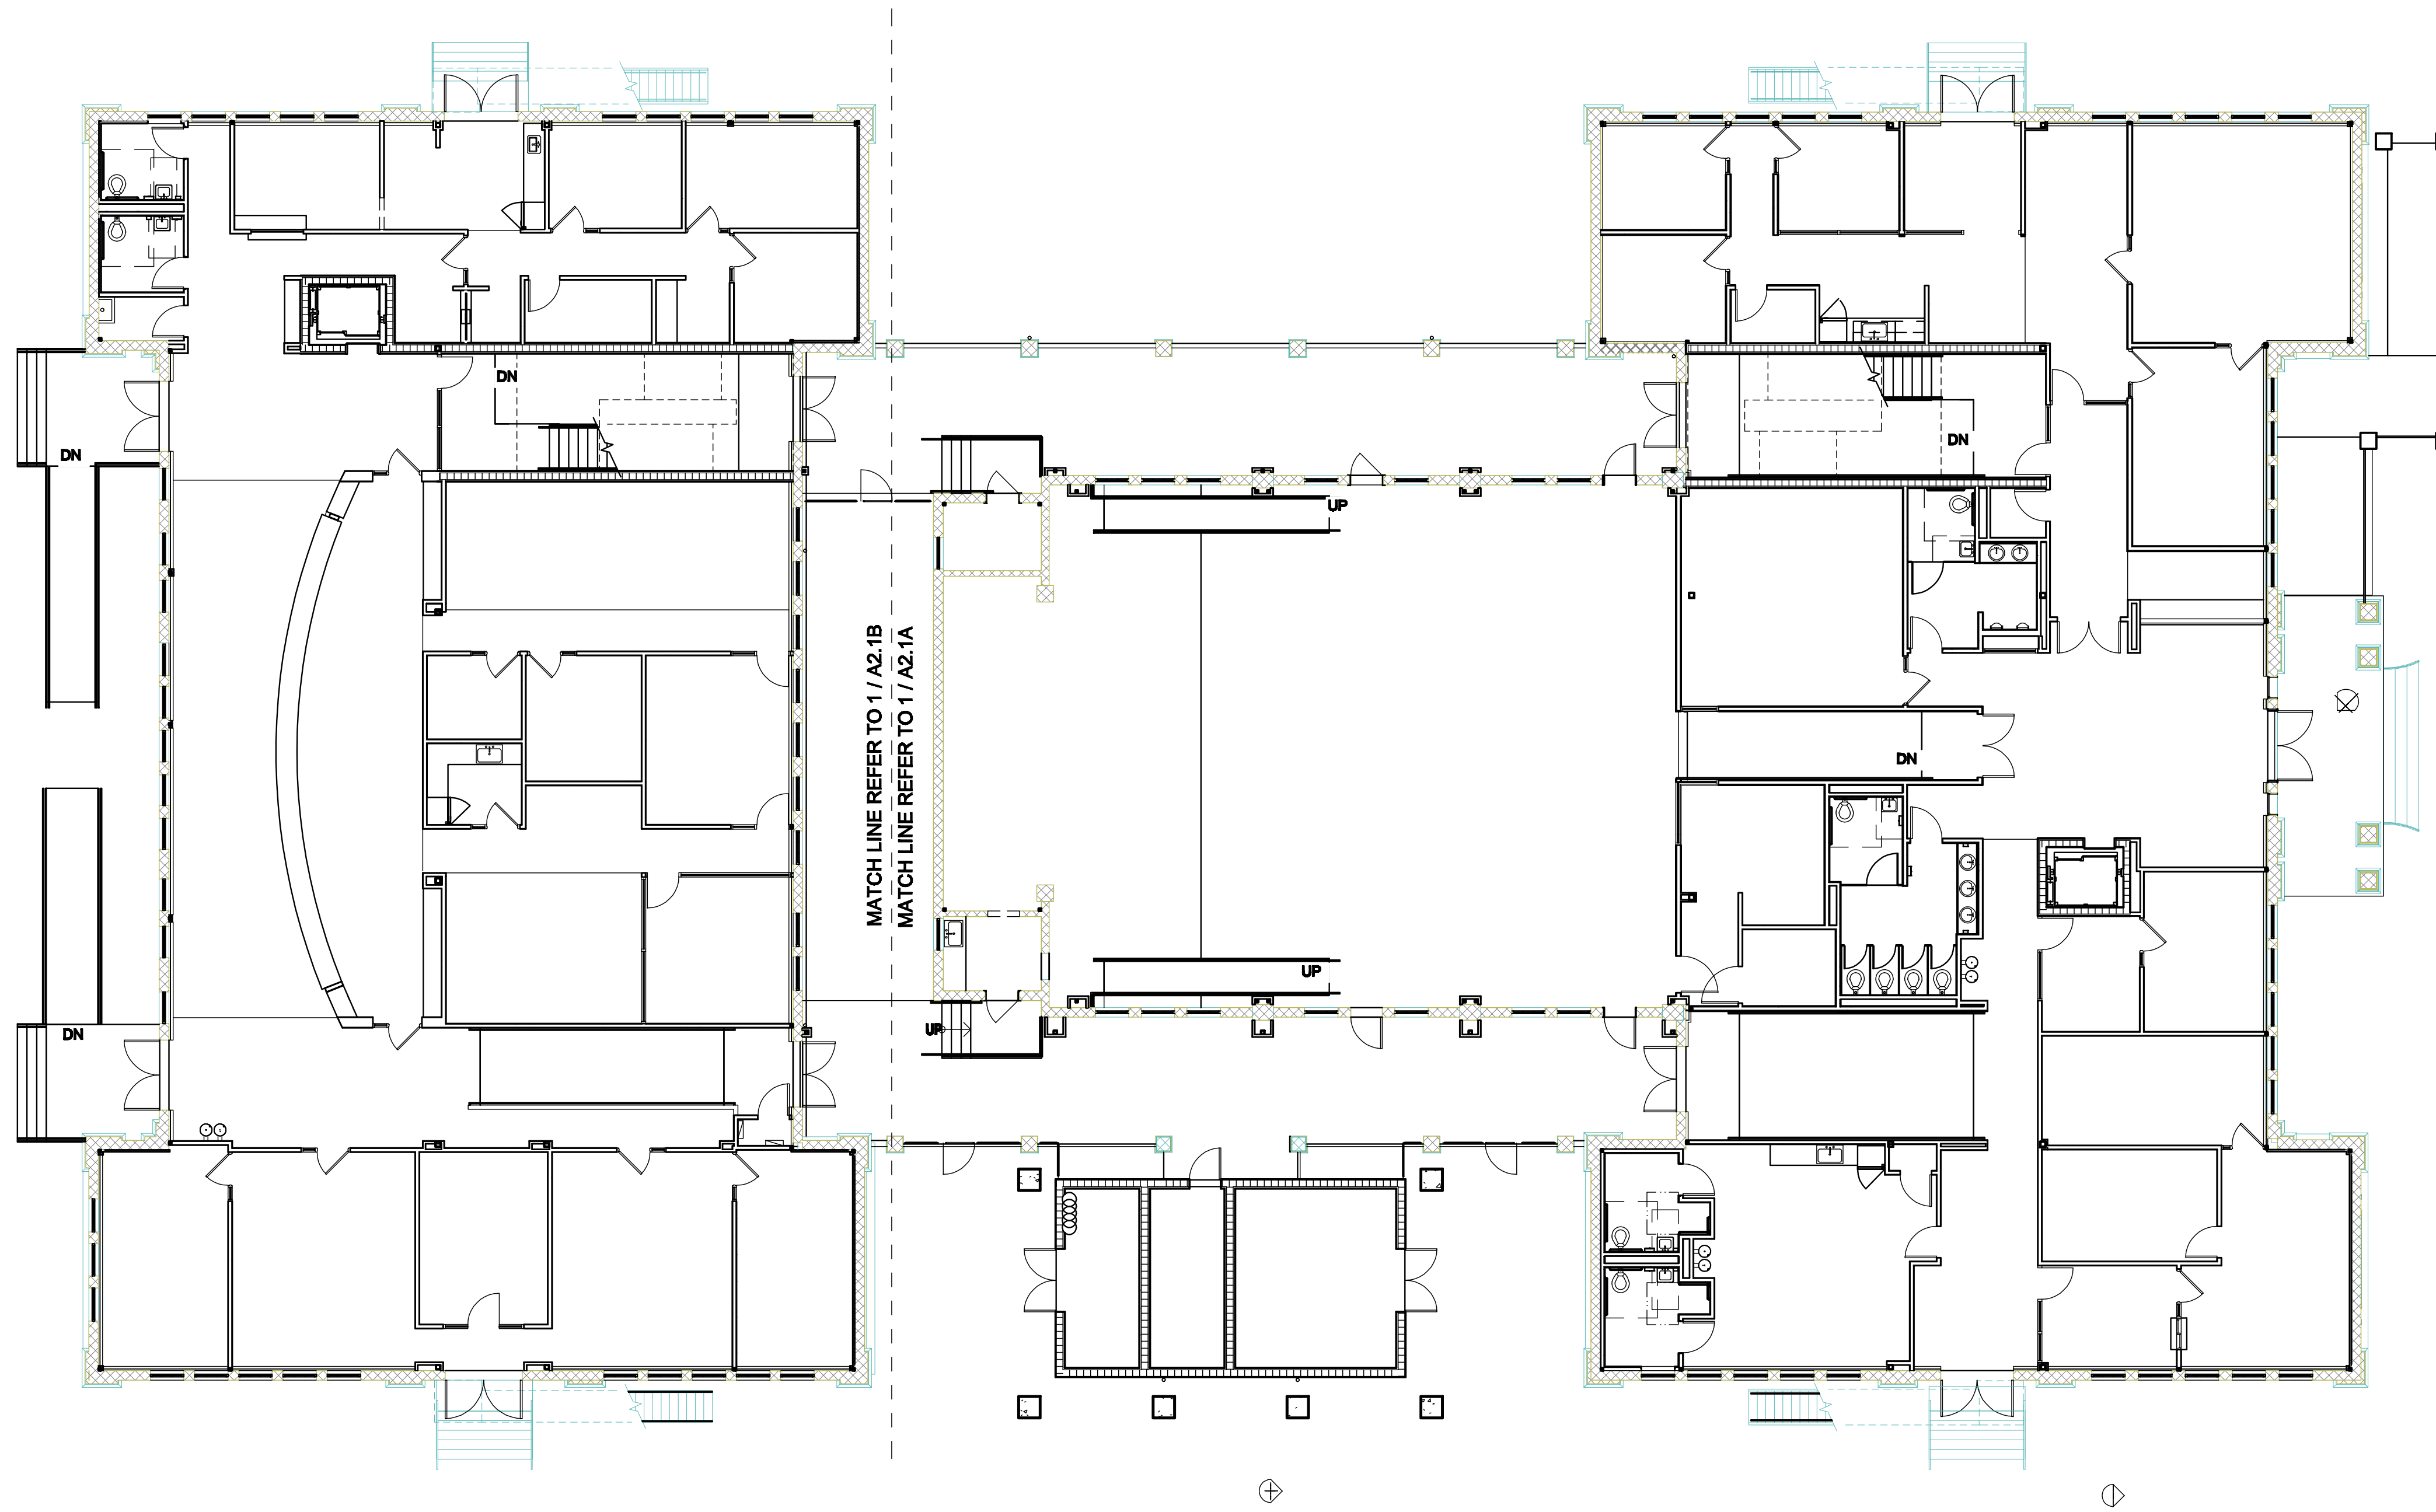 DN
DN
DN
UP
MATCH LINE REFER TO 1 / A2.1B
MATCH LINE REFER TO 1 / A2.1A
DN
UP
UP
DN